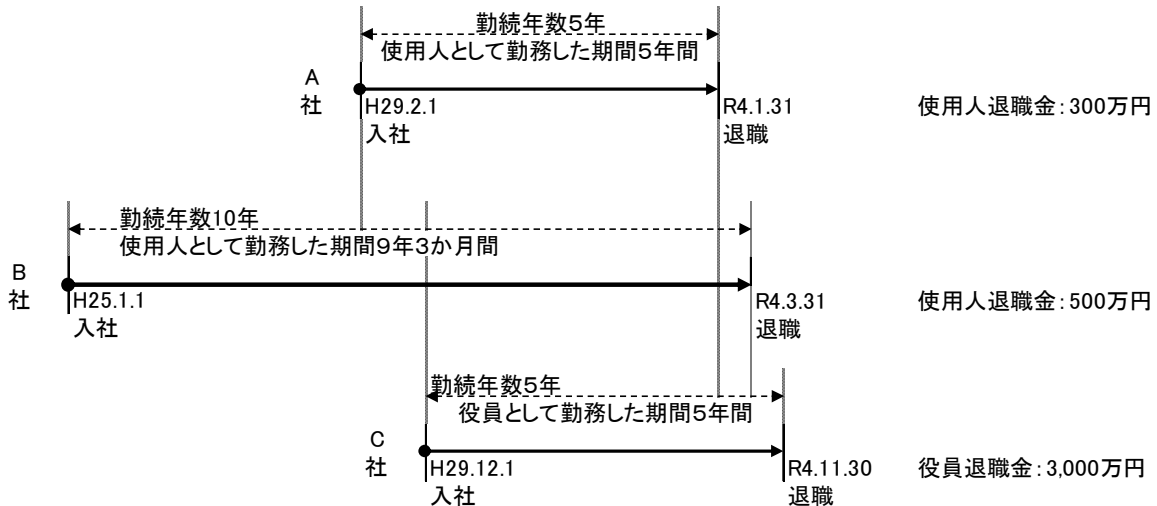 勤続年数5年
使用人として勤務した期間5年間
A
社
H29.2.1
入社
R4.1.31
退職
使用人退職金:300万円
勤続年数10年
使用人として勤務した期間9年3か月間
B
社
H25.1.1
入社
R4.3.31
退職
使用人退職金:500万円
勤続年数5年
役員として勤務した期間5年間
C
社
H29.12.1
入社
R4.11.30
退職
役員退職金:3,000万円